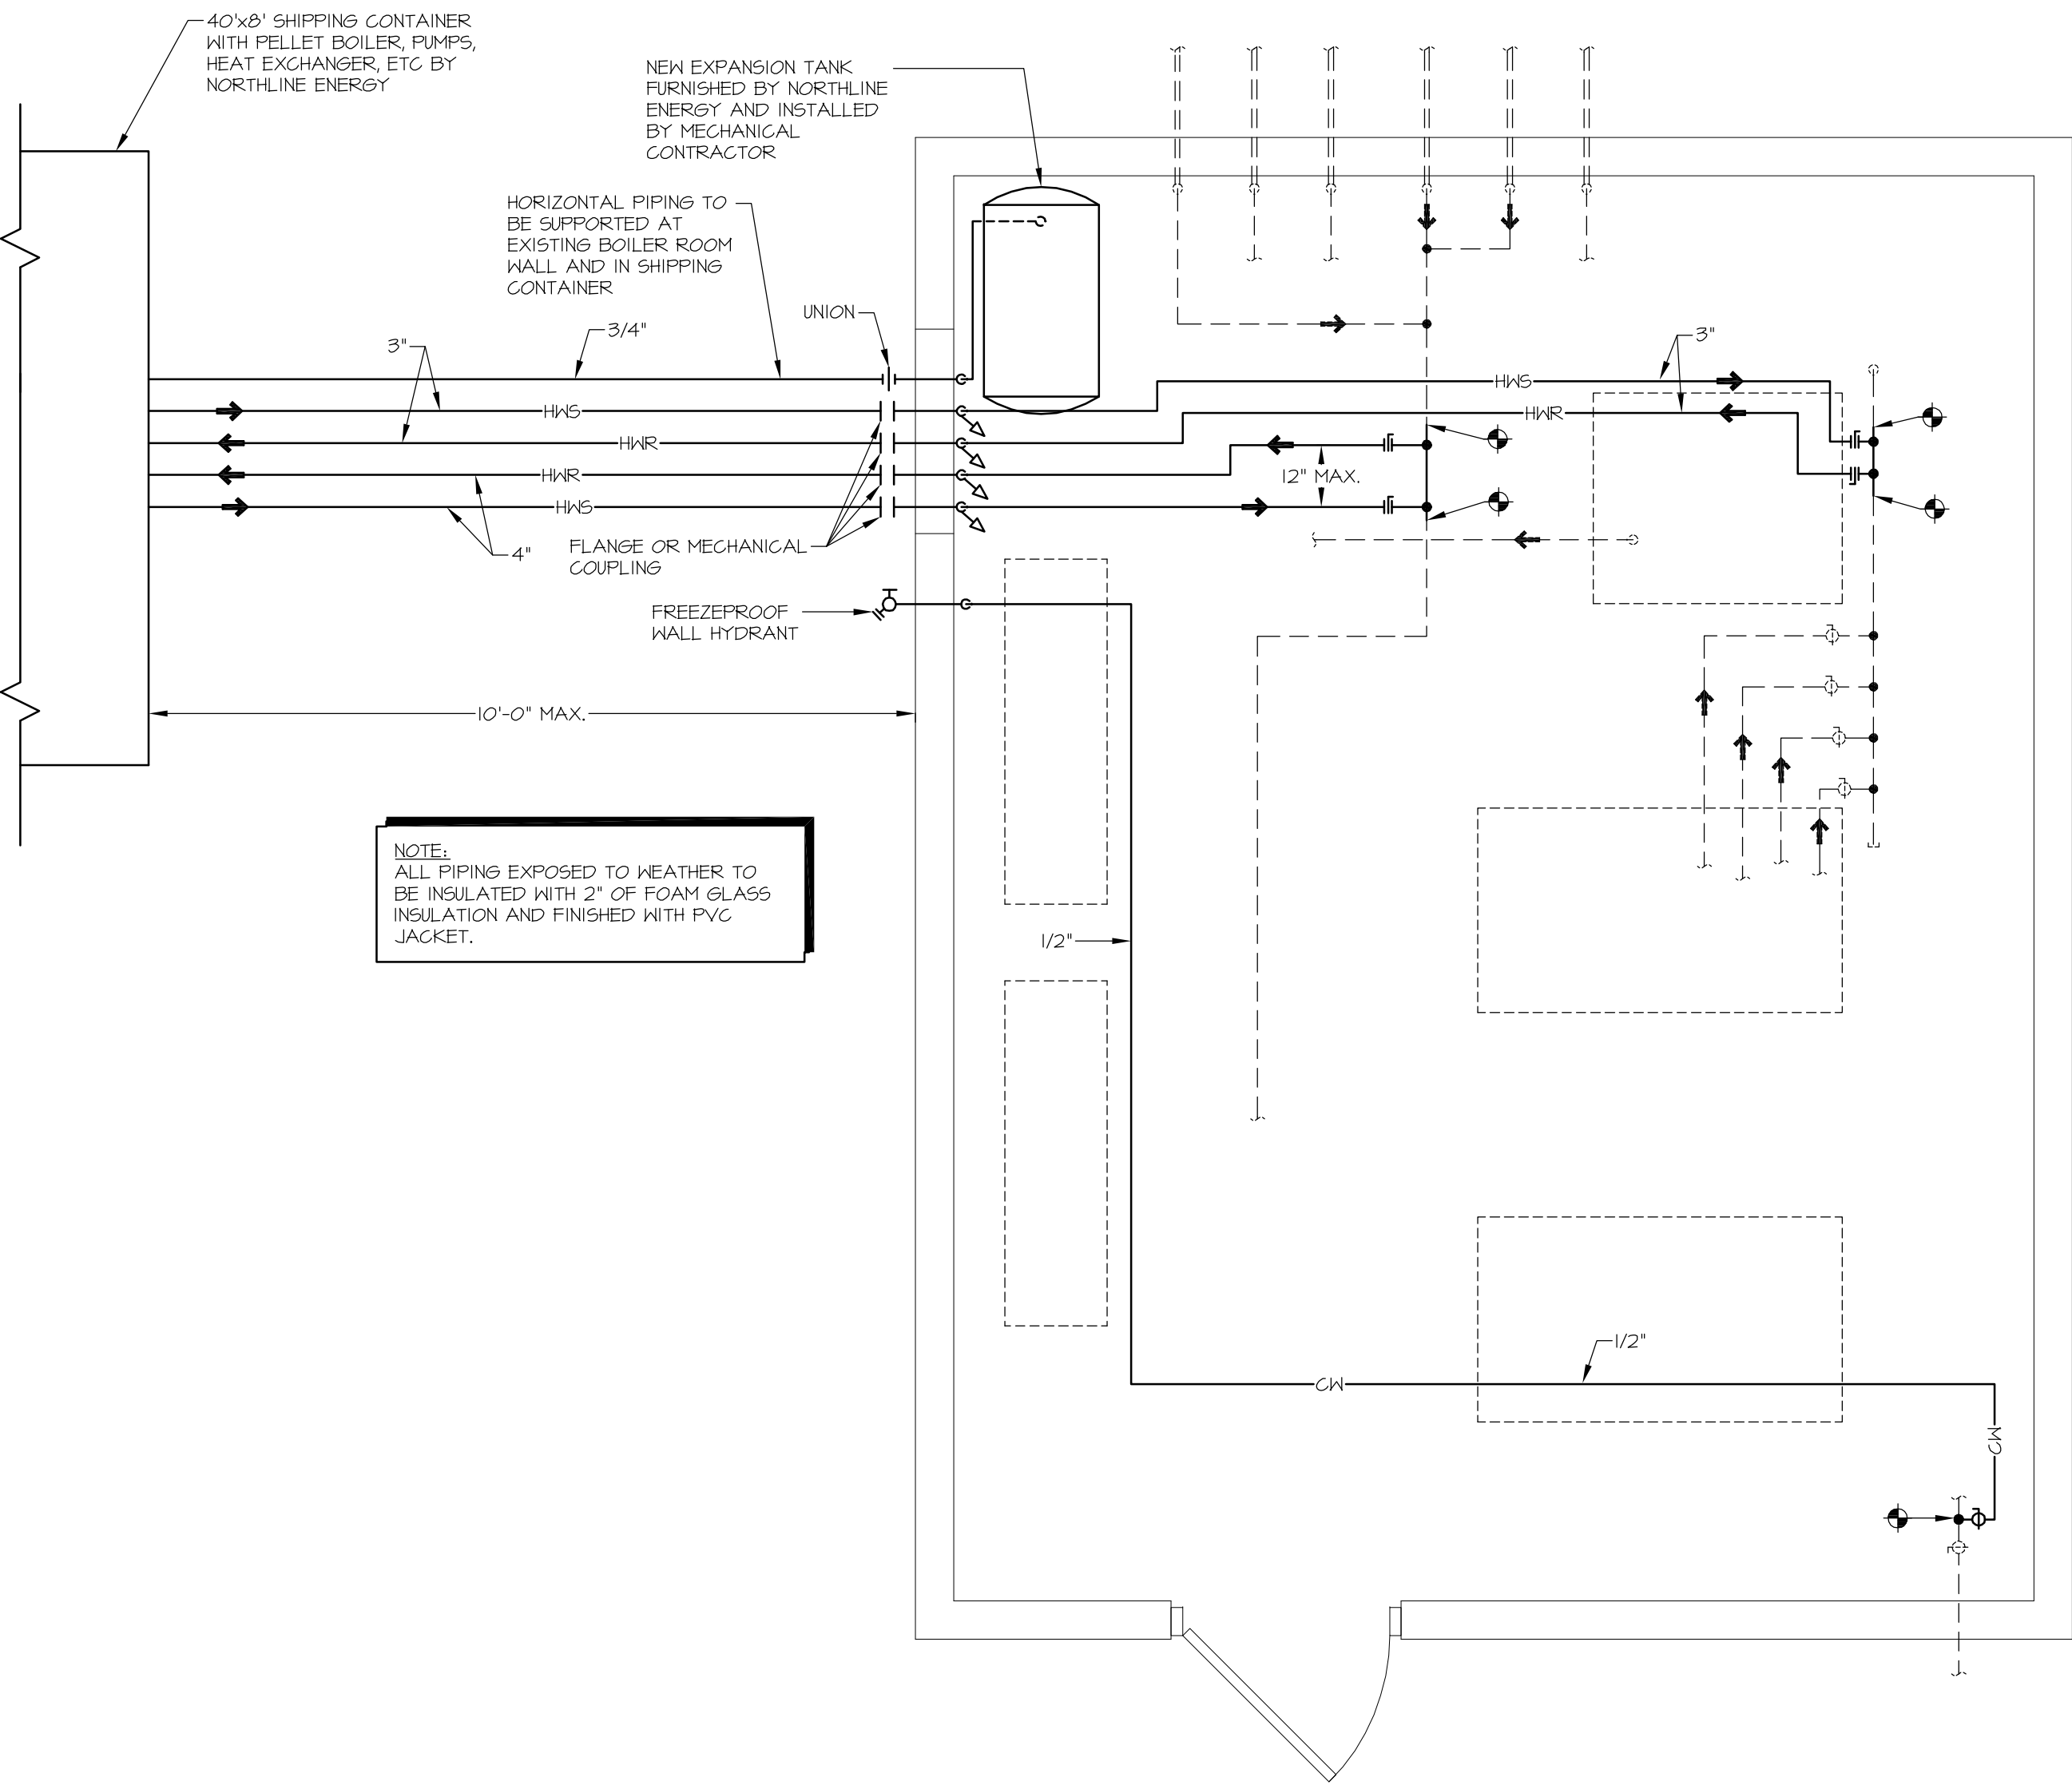 40'x8' SHIPPING CONTAINER
WITH PELLET BOILER, PUMPS,
HEAT EXCHANGER, ETC BY
NORTHLINE ENERGY
NEW EXPANSION TANK
FURNISHED BY NORTHLINE
ENERGY AND INSTALLED
BY MECHANICAL
CONTRACTOR
HORIZONTAL PIPING TO
BE SUPPORTED AT
EXISTING BOILER ROOM
WALL AND IN SHIPPING
CONTAINER
UNION
3/4"
3"
3"
HWS
HWS
HWR
HWR
HWR
HWS
12" MAX.
4"
FLANGE OR MECHANICAL
COUPLING
FREEZEPROOF
WALL HYDRANT
10'-0" MAX.
NOTE:
ALL PIPING EXPOSED TO WEATHER TO
BE INSULATED WITH 2" OF FOAM GLASS
INSULATION AND FINISHED WITH PVC
JACKET.
1/2"
1/2"
CW
CW